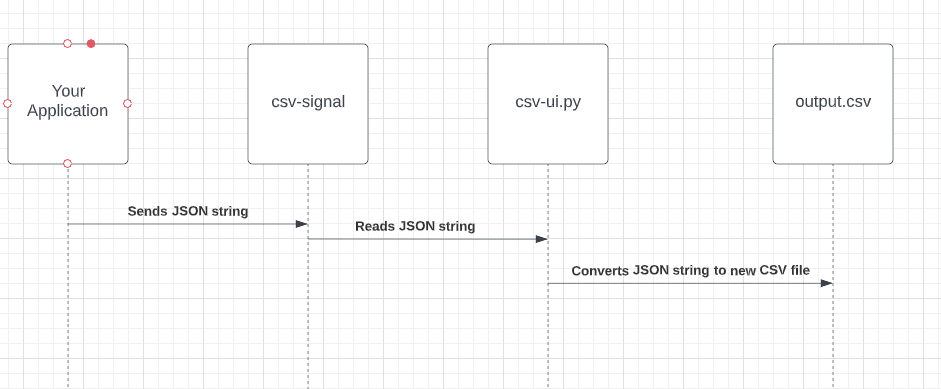 Your
Application
csv-signal
csv-ui.py
output.csv
Sends JSON string
Reads JSON string
Converts JSON string to new CSV file